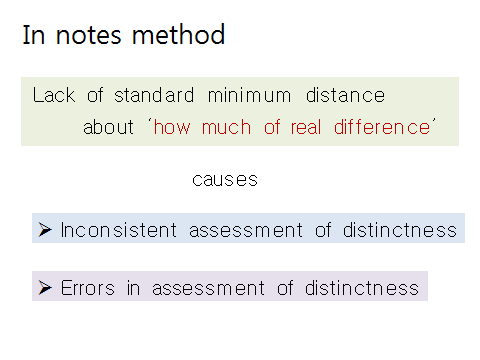 In notes method
Lack of standard minimum distance
about ‘how much of real difference’
causes
➢ Inconsistent assessment of distinctness
➢ Errors in assessment of distinctness